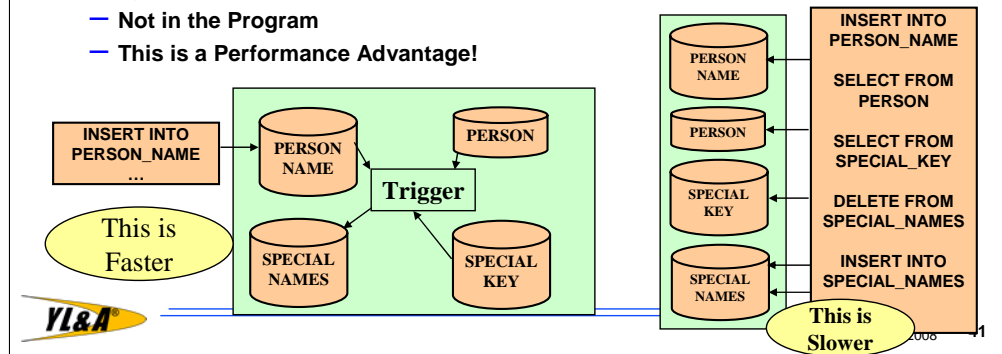 — Not in the Program
— This is a Performance Advantage!
INSERT INTO
PERSON_NAME
…
PERSON
NAME
PERSON
Trigger
SPECIAL
NAMES
SPECIAL
KEY
This is
Faster
PERSON
NAME
PERSON
SPECIAL
KEY
SPECIAL
NAMES
INSERT INTO
PERSON_NAME
SELECT FROM
PERSON
SELECT FROM
SPECIAL_KEY
DELETE FROM
SPECIAL_NAMES
INSERT INTO
SPECIAL_NAMES
This is
Slower
YL&A®
2008
41